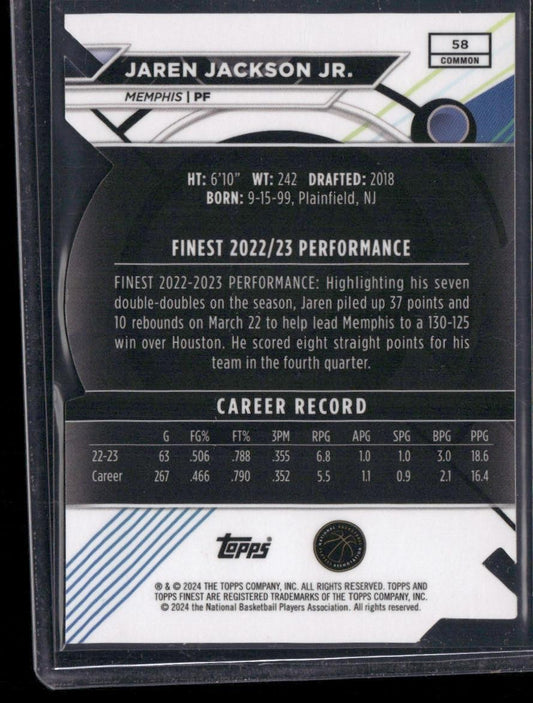 58
COMMON
JAREN JACKSON JR.
MEMPHIS | PF
HT: 6'10" WT: 242 DRAFTED: 2018
BORN: 9-15-99, Plainfield, NJ
FINEST 2022/23 PERFORMANCE
FINEST 2022-2023 PERFORMANCE: Highlighting his seven
double-doubles on the season, Jaren piled up 37 points and
10 rebounds on March 22 to help lead Memphis to a 130-125
win over Houston. He scored eight straight points for his
team in the fourth quarter.
CAREER RECORD
G FG% FT% 3PM RPG APG SPG BPG PPG
22-23 63 .506 .788 .355 6.8 1.0 1.0 3.0 18.6
Career 267 .466 .790 .352 5.5 1.1 0.9 2.1 16.4
topps
NATIONAL BASKETBALL PLAYERS ASSOCIATION
® & © 2024 THE TOPPS COMPANY, INC. ALL RIGHTS RESERVED. TOPPS AND
TOPPS FINEST ARE REGISTERED TRADEMARKS OF THE TOPPS COMPANY, INC.
© 2024 the National Basketball Players Association. All rights reserved.